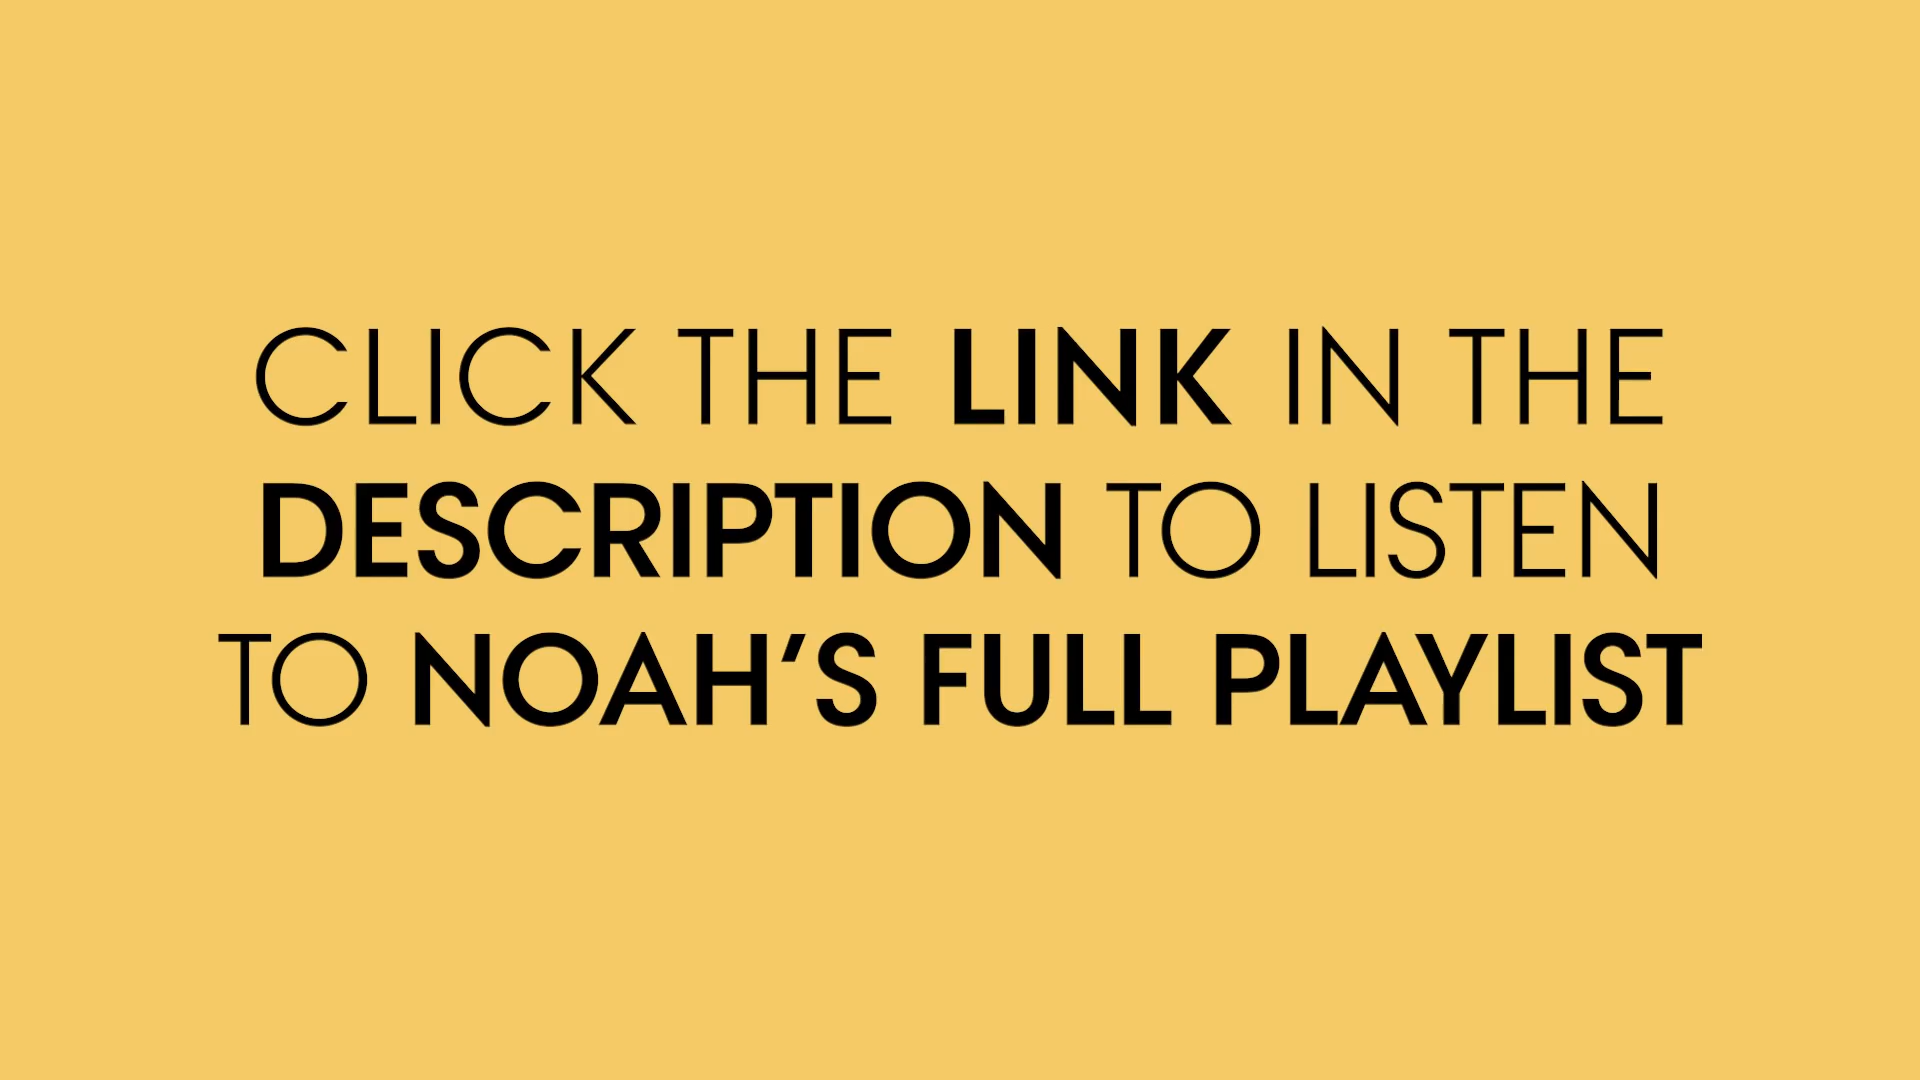 CLICK THE LINK IN THE
DESCRIPTION TO LISTEN
TO NOAH’S FULL PLAYLIST